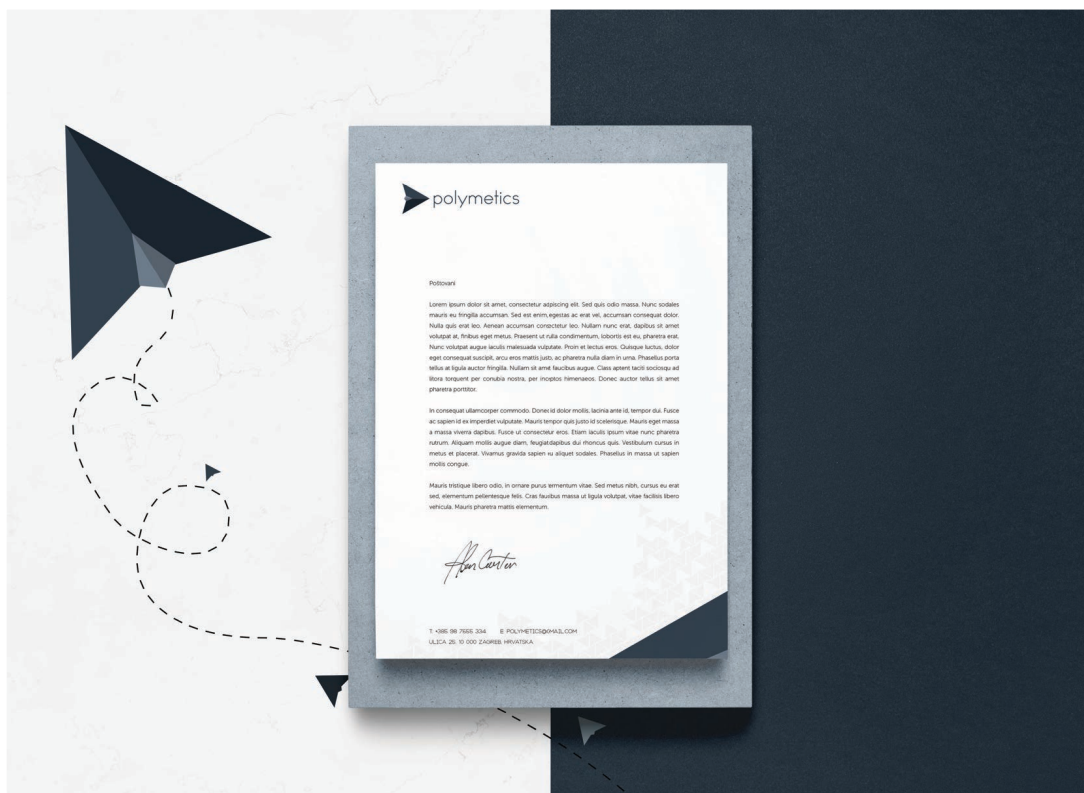 polymetics
Poštovani
Lorem ipsum dolor sit amet, consectetur adipiscing elit. Sed quis odio massa. Nunc sodales
mauris eu fringilla accumsan. Sed est enim, egestas ac erat vel, accumsan consequat dolor.
Nulla quis erat leo. Aenean accumsan consectetur leo. Nullam nunc erat, dapibus sit amet
volutpat at, finibus eget metus. Praesent ut nulla condimentum, lobortis est eu, pharetra erat.
Nunc volutpat augue iaculis malesuada vulputate. Proin et lectus eros. Quisque luctus, dolor
eget consequat suscipit, arcu eros mattis justo, ac pharetra nulla diam in urna. Phasellus porta
tellus at ligula auctor fringilla. Nullam sit amet faucibus augue. Class aptent taciti sociosqu ad
litora torquent per conubia nostra, per inceptos himenaeos. Donec auctor tellus sit amet
pharetra porttitor.
In consequat ullamcorper commodo. Donec id dolor mollis, lacinia ante id, tempor dui. Fusce
ac sapien id ex imperdiet vulputate. Mauris tempor quis justo id scelerisque. Mauris eget massa
a massa viverra dapibus. Fusce ut consectetur eros. Etiam iaculis ipsum vitae nunc pharetra
rutrum. Aliquam mollis augue diam, feugiat dapibus dui rhoncus quis. Vestibulum cursus in
metus et placerat. Vivamus gravida sapien eu aliquet sodales. Phasellus in massa ut sapien
mollis congue.
Mauris tristique libero odio, in ornare purus fermentum vitae. Sed metus nibh, cursus eu erat
sed, elementum pellentesque felis. Cras faucibus massa ut ligula volutpat, vitae facilisis libero
vehicula. Mauris pharetra mattis elementum.
T: +385 98 7555 334 E: POLYMETICS@XMAIL.COM
ULICA 25, 10 000 ZAGREB, HRVATSKA